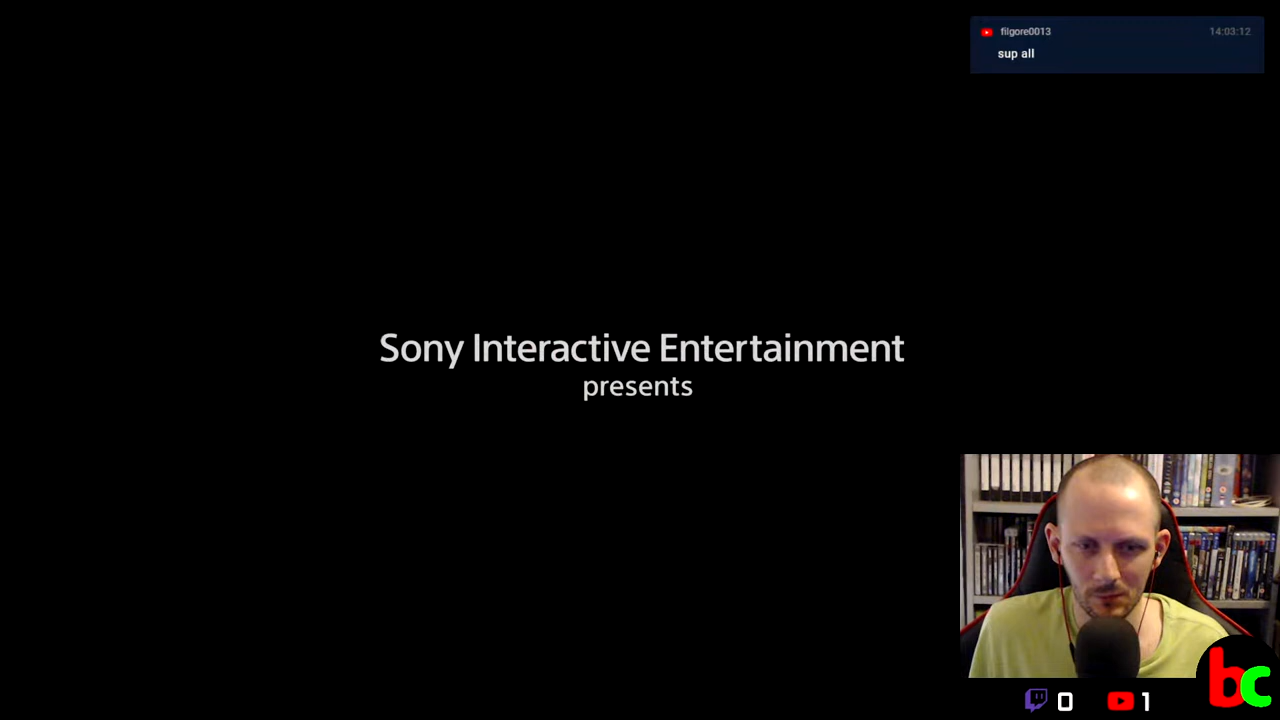 filgore0013 14:03:12
sup all
Sony Interactive Entertainment
presents
0 1
bc